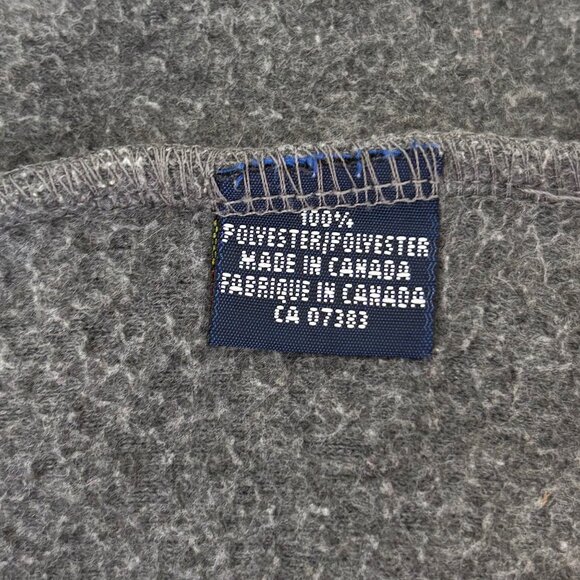 100%
POLYESTER/POLYESTER
MADE IN CANADA
FABRIQUE IN CANADA
CA 07383